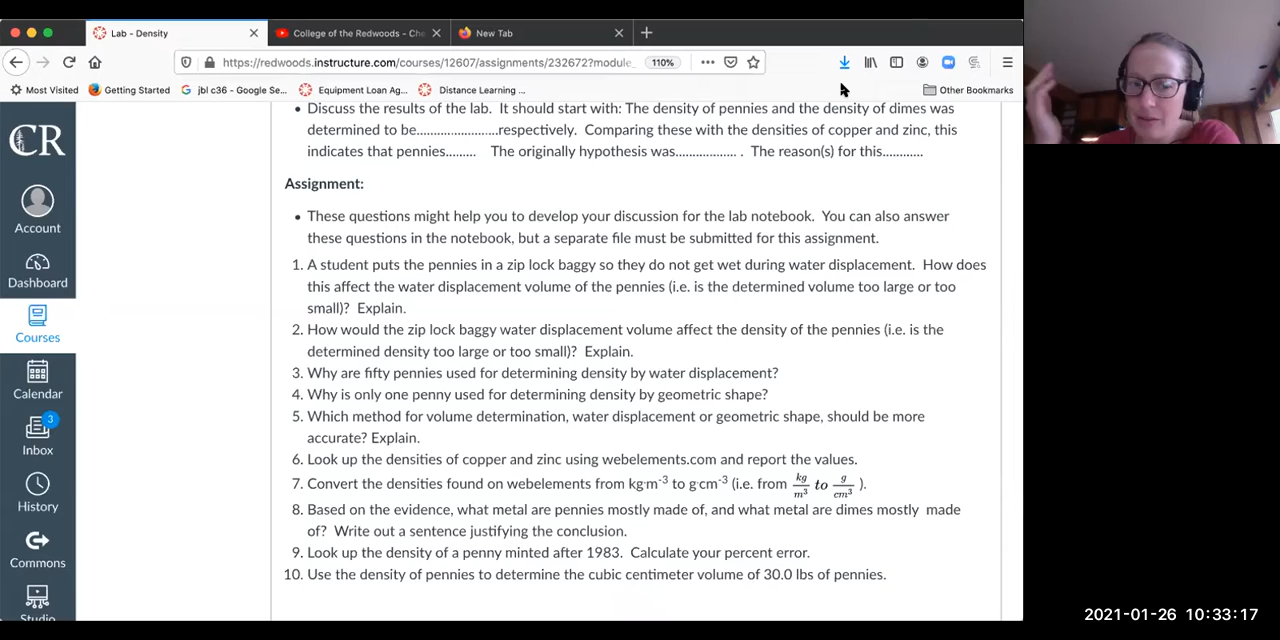 Lab - Density
College of the Redwoods - Che
New Tab
https://redwoods.instructure.com/courses/12607/assignments/232672?module_
110%
Most Visited
Getting Started
jbl c36 - Google Se...
Equipment Loan Ag...
Distance Learning ...
Other Bookmarks
CR
Account
Dashboard
Courses
Calendar
3
Inbox
History
Commons
Studio
• Discuss the results of the lab. It should start with: The density of pennies and the density of dimes was
determined to be.......................respectively. Comparing these with the densities of copper and zinc, this
indicates that pennies......... The originally hypothesis was.................. . The reason(s) for this............
Assignment:
• These questions might help you to develop your discussion for the lab notebook. You can also answer
these questions in the notebook, but a separate file must be submitted for this assignment.
1. A student puts the pennies in a zip lock baggy so they do not get wet during water displacement. How does
this affect the water displacement volume of the pennies (i.e. is the determined volume too large or too
small)? Explain.
2. How would the zip lock baggy water displacement volume affect the density of the pennies (i.e. is the
determined density too large or too small)? Explain.
3. Why are fifty pennies used for determining density by water displacement?
4. Why is only one penny used for determining density by geometric shape?
5. Which method for volume determination, water displacement or geometric shape, should be more
accurate? Explain.
6. Look up the densities of copper and zinc using webelements.com and report the values.
7. Convert the densities found on webelements from kg·m⁻³ to g·cm⁻³ (i.e. from kg/m³ to g/cm³ ).
8. Based on the evidence, what metal are pennies mostly made of, and what metal are dimes mostly made
of? Write out a sentence justifying the conclusion.
9. Look up the density of a penny minted after 1983. Calculate your percent error.
10. Use the density of pennies to determine the cubic centimeter volume of 30.0 lbs of pennies.
2021-01-26 10:33:17